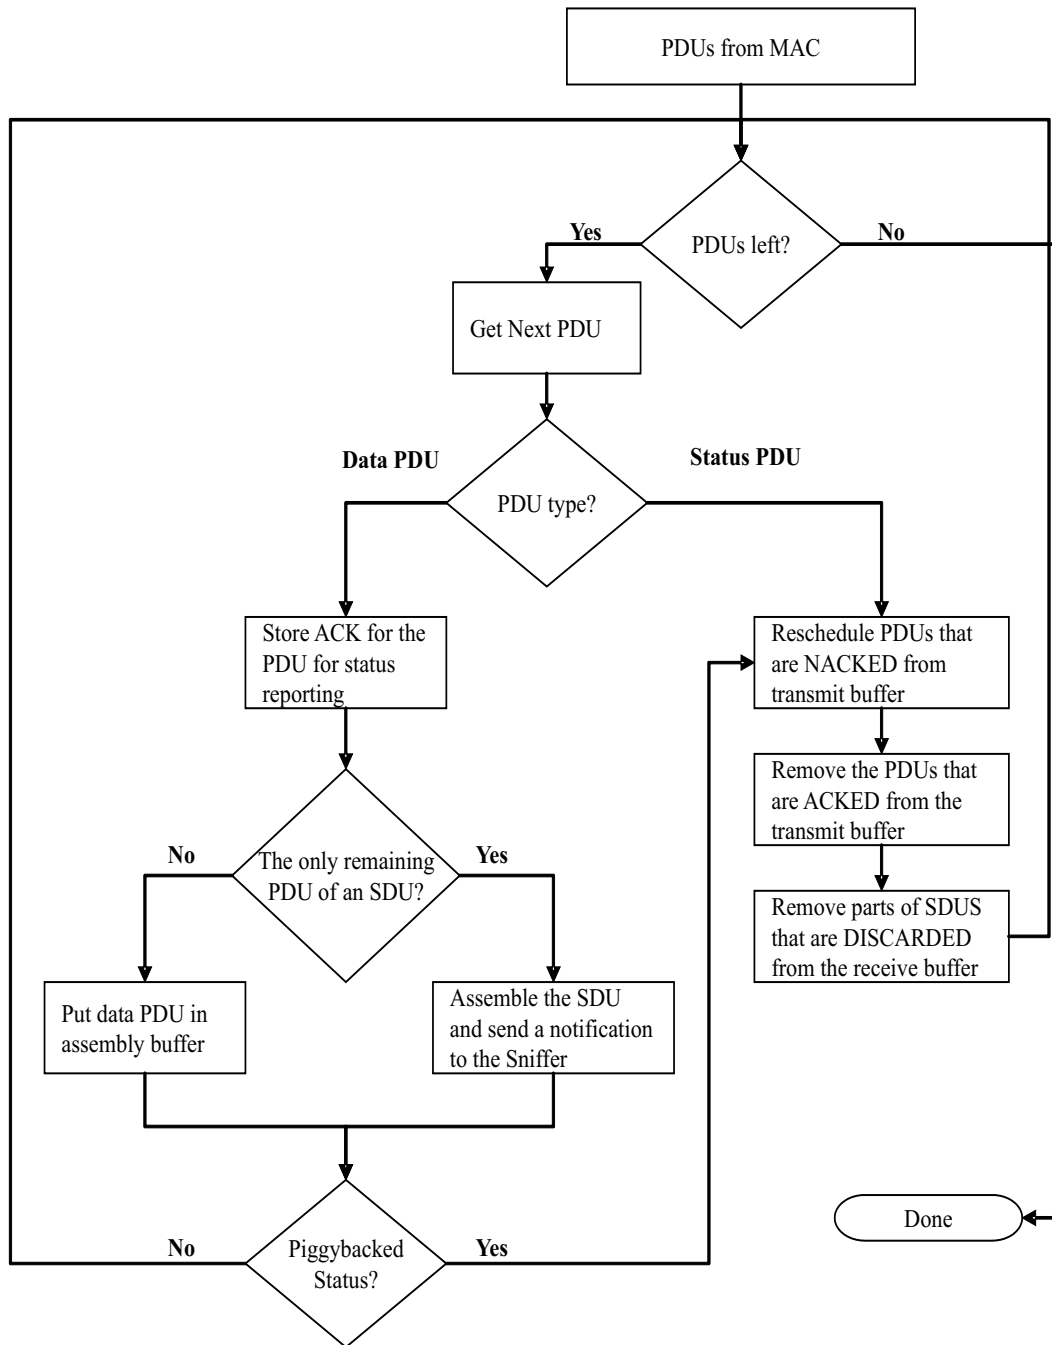 PDUs from MAC
PDUs left?
Yes
No
Get Next PDU
Data PDU
Status PDU
PDU type?
Store ACK for the
PDU for status
reporting
Reschedule PDUs that
are NACKED from
transmit buffer
Remove the PDUs that
are ACKED from the
transmit buffer
No
Yes
The only remaining
PDU of an SDU?
Remove parts of SDUS
that are DISCARDED
from the receive buffer
Put data PDU in
assembly buffer
Assemble the SDU
and send a notification
to the Sniffer
Done
No
Yes
Piggybacked
Status?